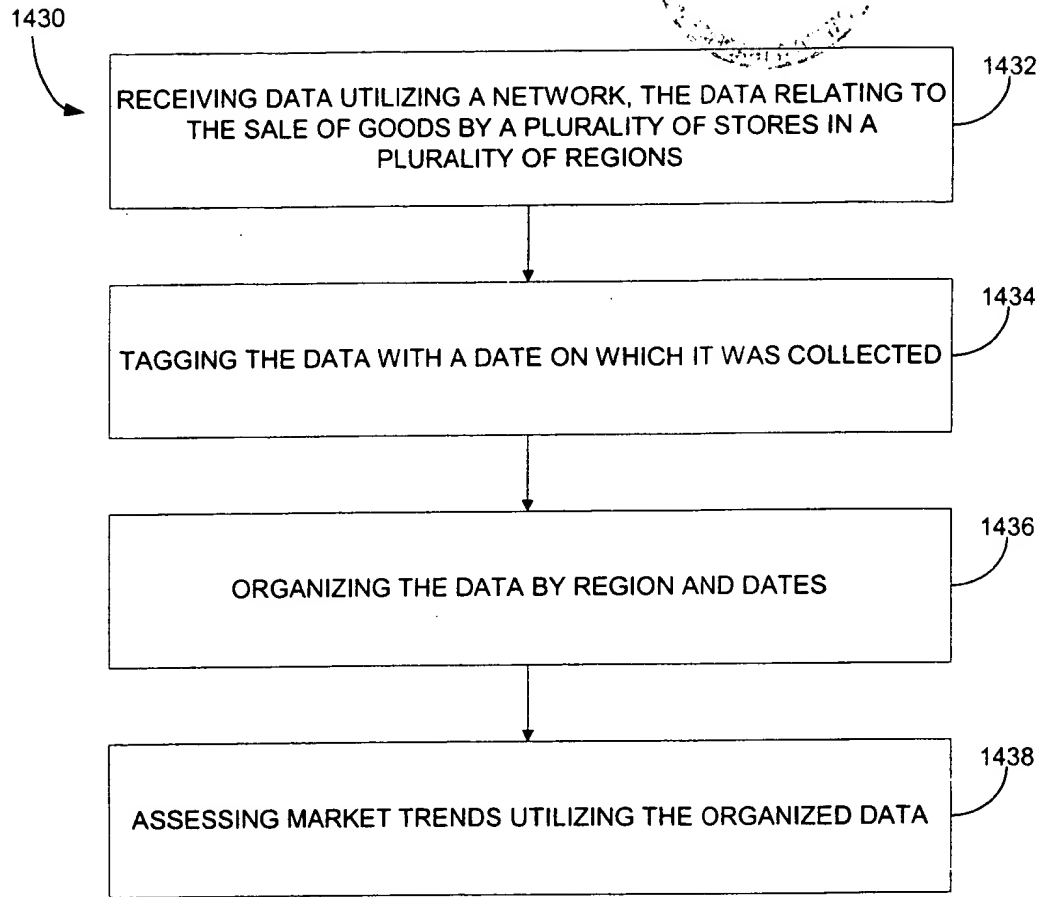 1430
1432
RECEIVING DATA UTILIZING A NETWORK, THE DATA RELATING TO
THE SALE OF GOODS BY A PLURALITY OF STORES IN A
PLURALITY OF REGIONS
1434
TAGGING THE DATA WITH A DATE ON WHICH IT WAS COLLECTED
1436
ORGANIZING THE DATA BY REGION AND DATES
1438
ASSESSING MARKET TRENDS UTILIZING THE ORGANIZED DATA